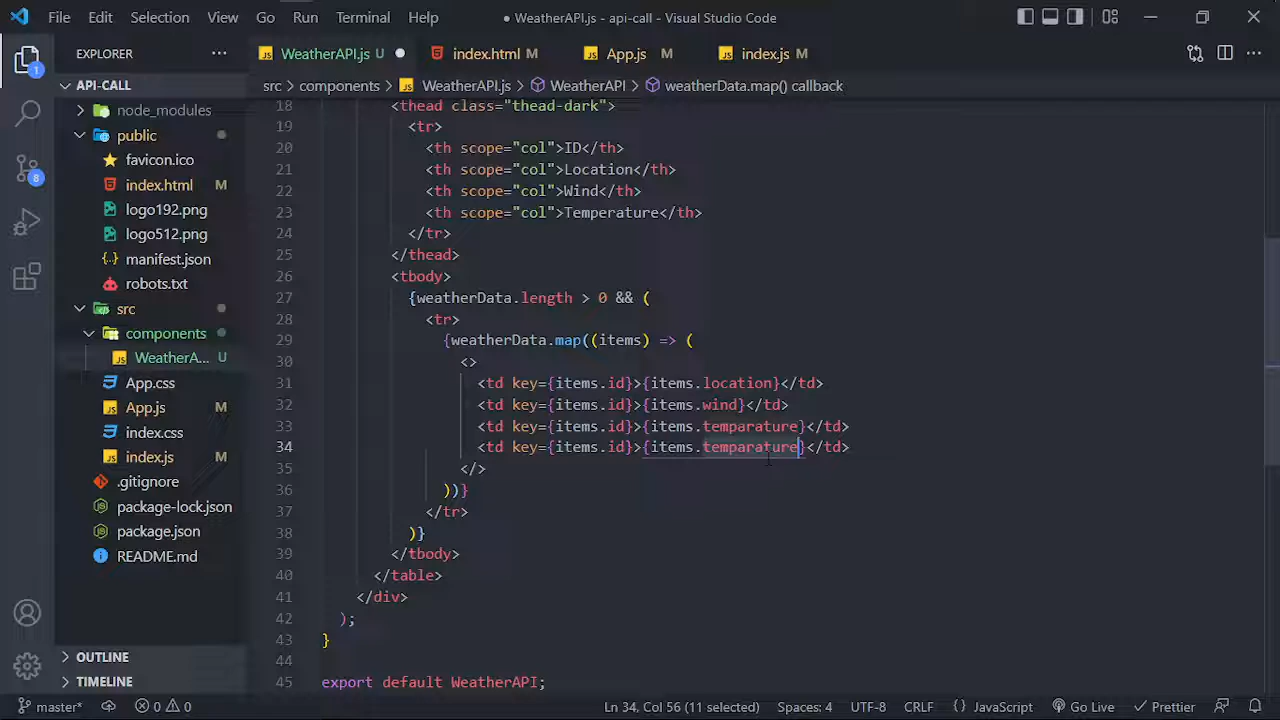 File Edit Selection View Go Run Terminal Help ● WeatherAPI.js - api-call - Visual Studio Code
EXPLORER ··· JS WeatherAPI.js U ● index.html M JS App.js M JS index.js M ···
1
API-CALL src > components > JS WeatherAPI.js > WeatherAPI > weatherData.map() callback
node_modules
public
favicon.ico
index.html M
logo192.png
logo512.png
manifest.json
robots.txt
src
components
JS WeatherA... U
App.css
JS App.js M
index.css
JS index.js M
.gitignore
package-lock.json
package.json
README.md
8
OUTLINE
TIMELINE
18 <thead class="thead-dark">
19 <tr>
20 <th scope="col">ID</th>
21 <th scope="col">Location</th>
22 <th scope="col">Wind</th>
23 <th scope="col">Temperature</th>
24 </tr>
25 </thead>
26 <tbody>
27 {weatherData.length > 0 && (
28 <tr>
29 {weatherData.map((items) => (
30 <>
31 <td key={items.id}>{items.location}</td>
32 <td key={items.id}>{items.wind}</td>
33 <td key={items.id}>{items.temparature}</td>
34 <td key={items.id}>{items.temparature}</td>
35 </>
36 ))}
37 </tr>
38 )}
39 </tbody>
40 </table>
41 </div>
42 );
43 }
44
45 export default WeatherAPI;
master* 0 0 Ln 34, Col 56 (11 selected) Spaces: 4 UTF-8 CRLF {} JavaScript Go Live Prettier